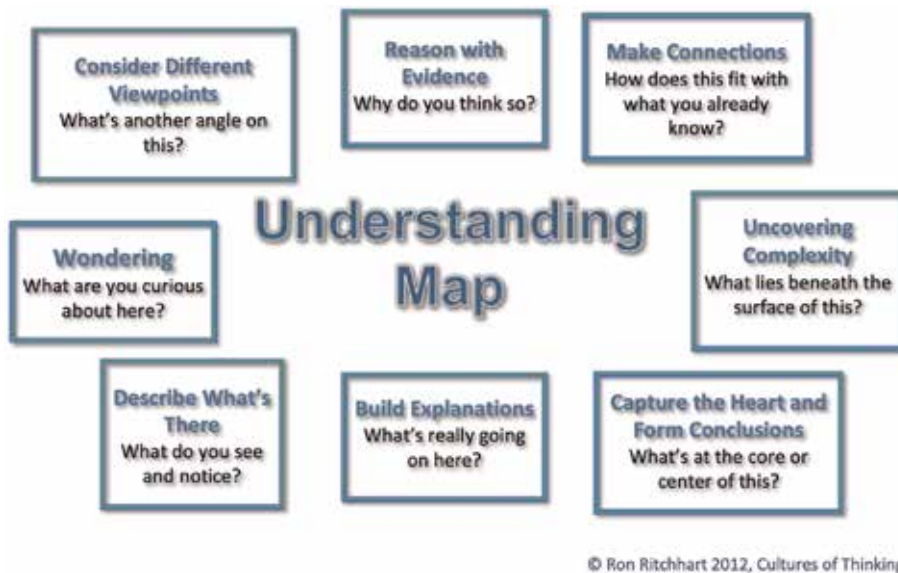 Consider Different
Viewpoints
What's another angle on
this?
Reason with
Evidence
Why do you think so?
Make Connections
How does this fit with
what you already
know?
Understanding
Map
Wondering
What are you curious
about here?
Uncovering
Complexity
What lies beneath the
surface of this?
Describe What's
There
What do you see
and notice?
Build Explanations
What's really going
on here?
Capture the Heart and
Form Conclusions
What's at the core or
center of this?
© Ron Ritchhart 2012, Cultures of Thinking